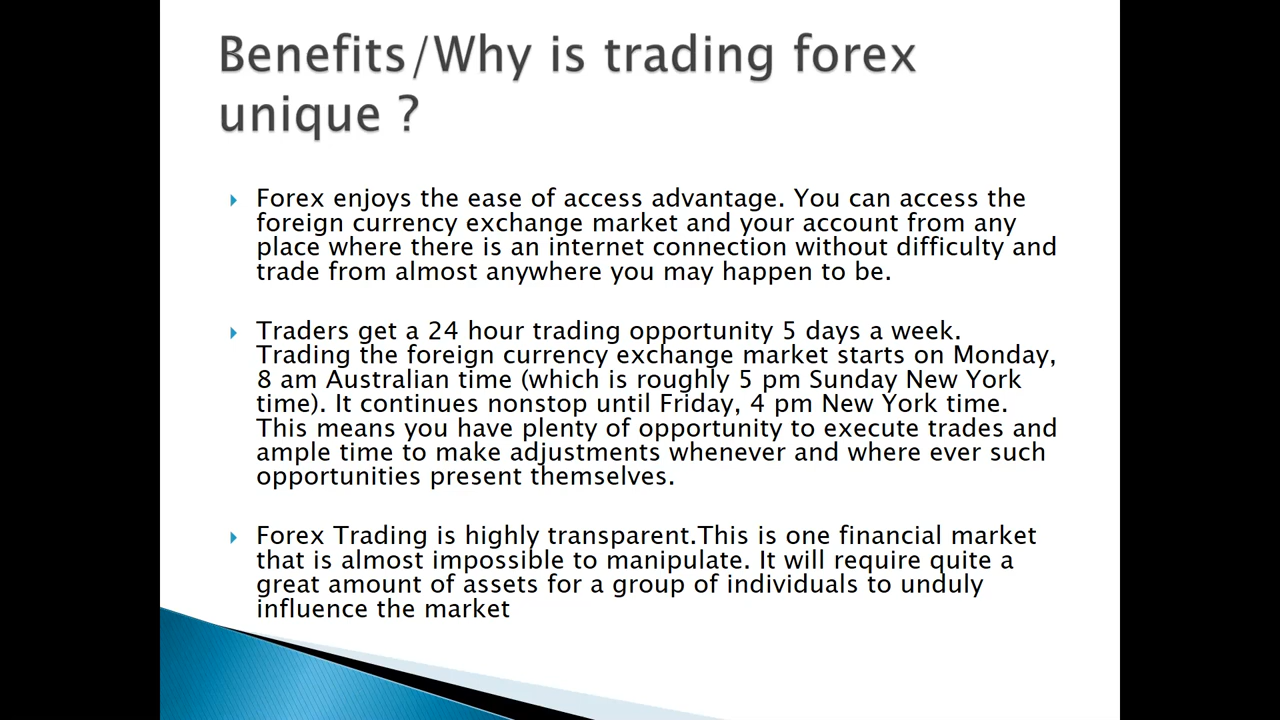 Benefits/Why is trading forex
unique ?
Forex enjoys the ease of access advantage. You can access the
foreign currency exchange market and your account from any
place where there is an internet connection without difficulty and
trade from almost anywhere you may happen to be.
Traders get a 24 hour trading opportunity 5 days a week.
Trading the foreign currency exchange market starts on Monday,
8 am Australian time (which is roughly 5 pm Sunday New York
time). It continues nonstop until Friday, 4 pm New York time.
This means you have plenty of opportunity to execute trades and
ample time to make adjustments whenever and where ever such
opportunities present themselves.
Forex Trading is highly transparent.This is one financial market
that is almost impossible to manipulate. It will require quite a
great amount of assets for a group of individuals to unduly
influence the market